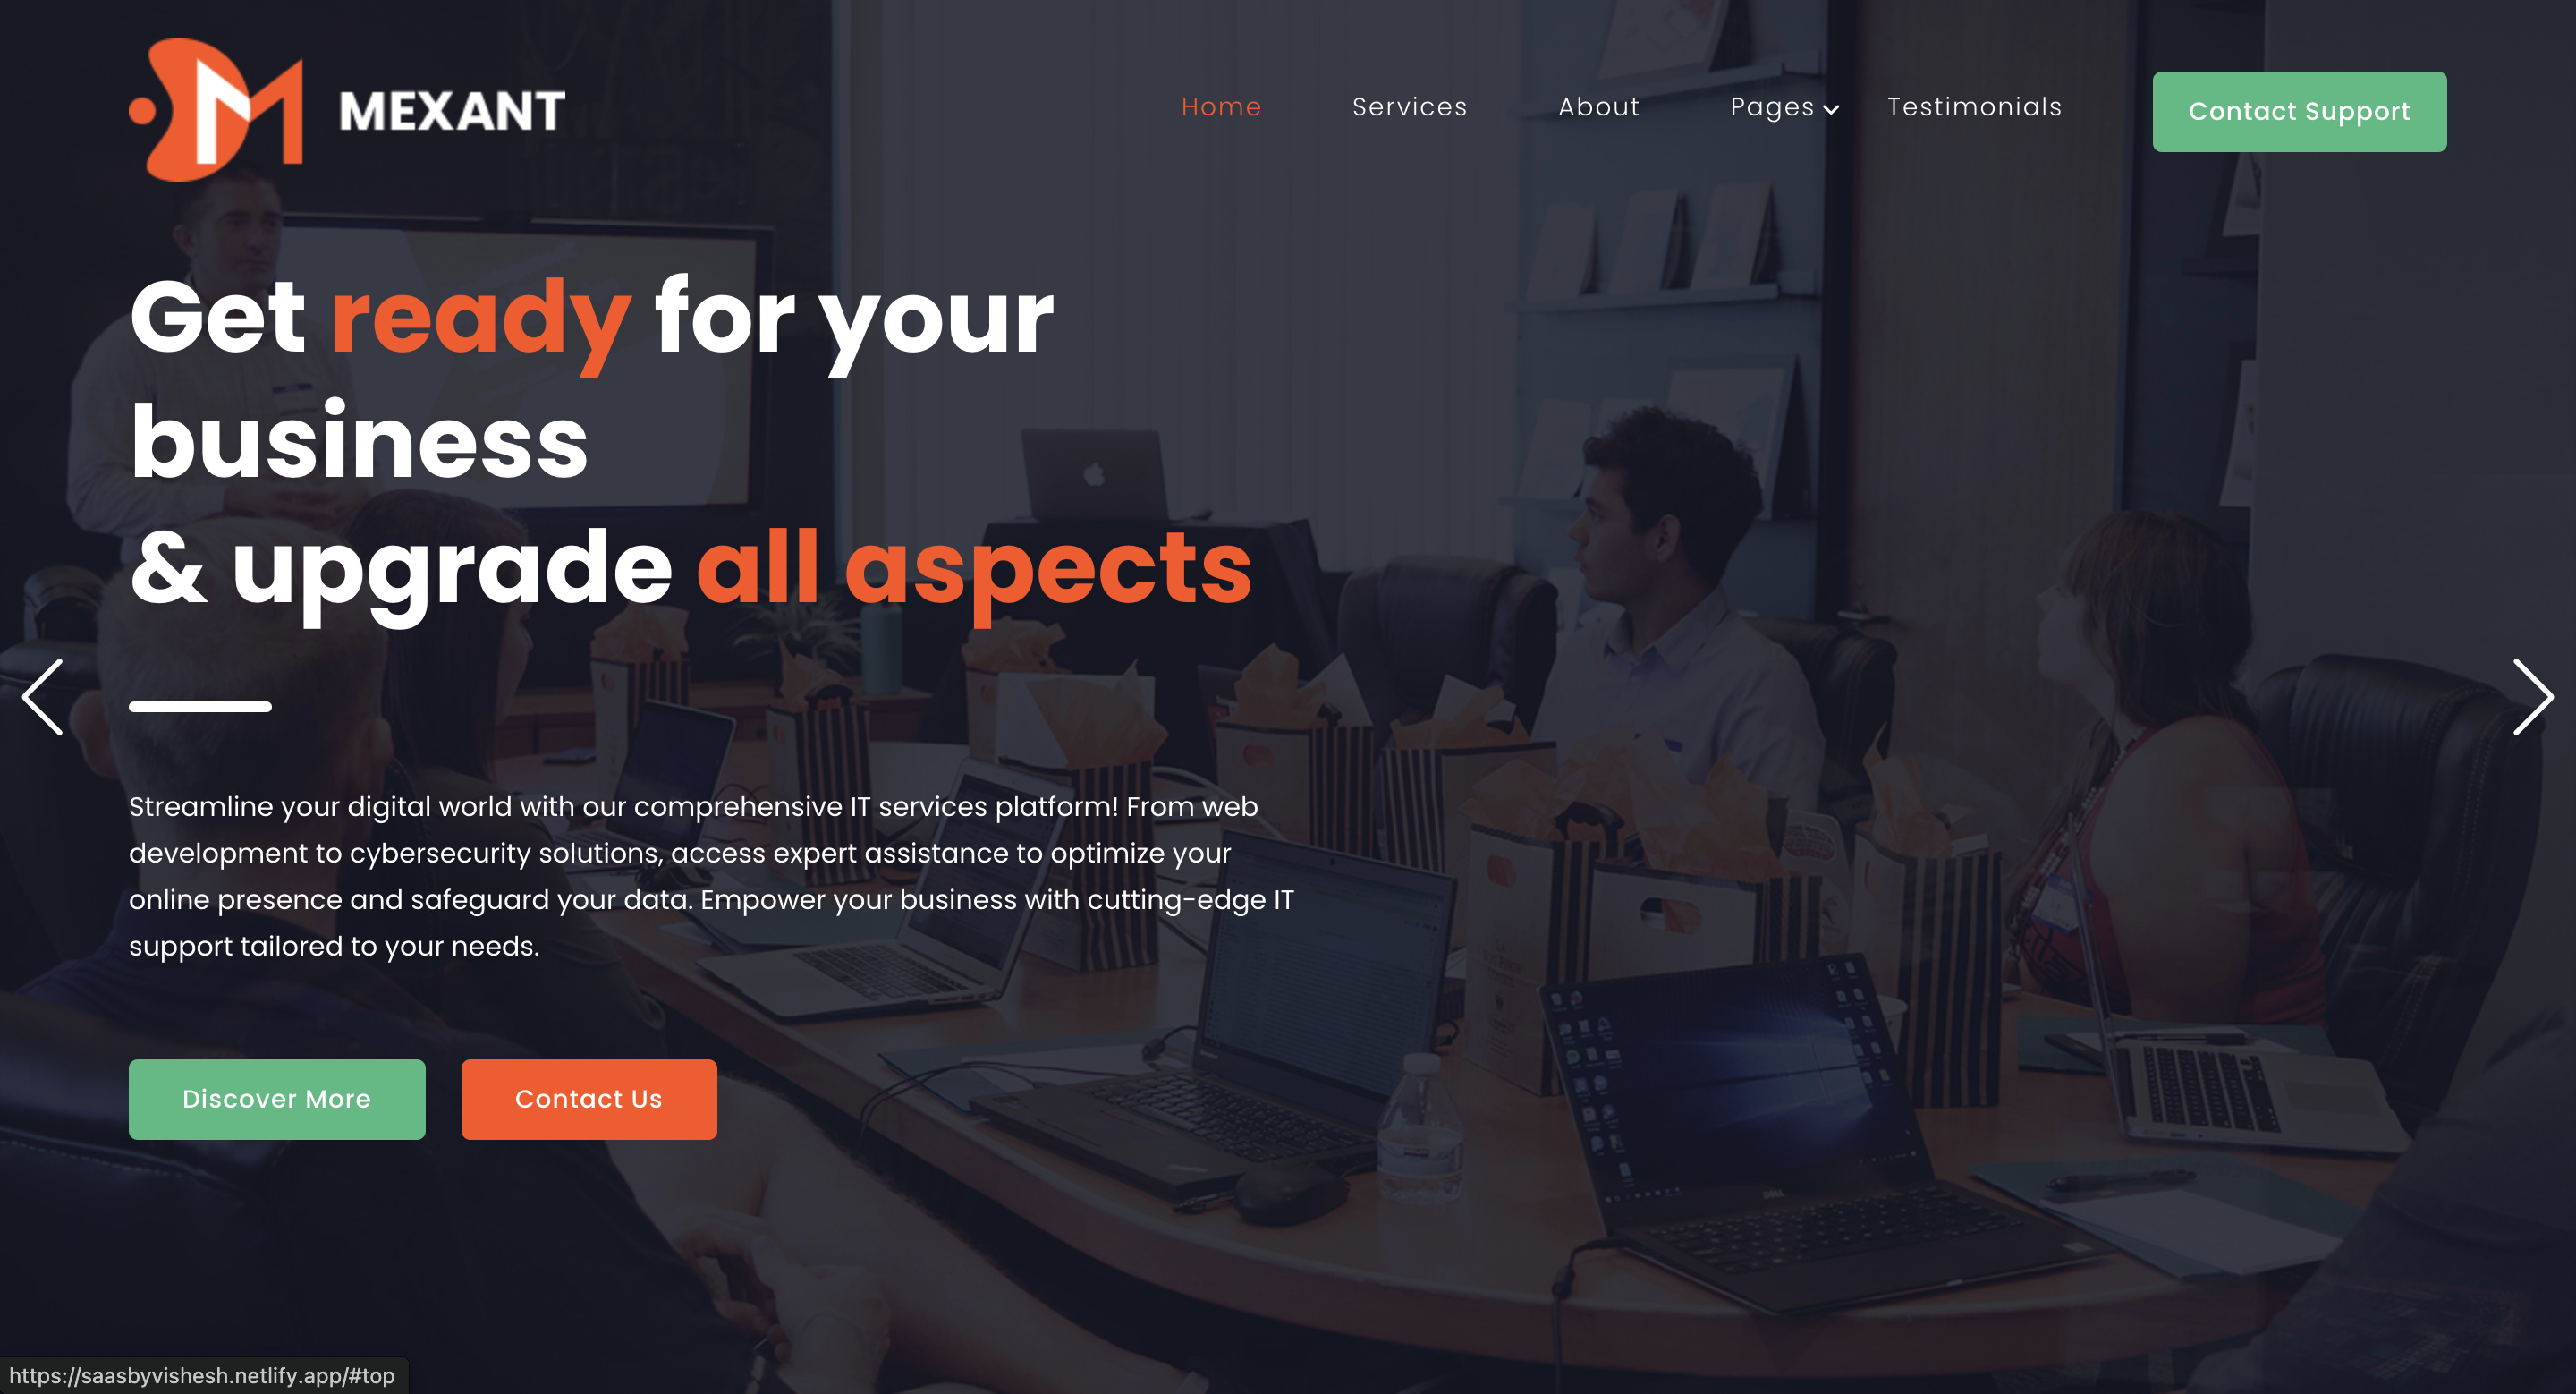 MEXANT
Home Services About Pages Testimonials Contact Support
Get ready for your
business
& upgrade all aspects
Streamline your digital world with our comprehensive IT services platform! From web
development to cybersecurity solutions, access expert assistance to optimize your
online presence and safeguard your data. Empower your business with cutting-edge IT
support tailored to your needs.
Discover More Contact Us
DELL
https://saasbyvishesh.netlify.app/#top